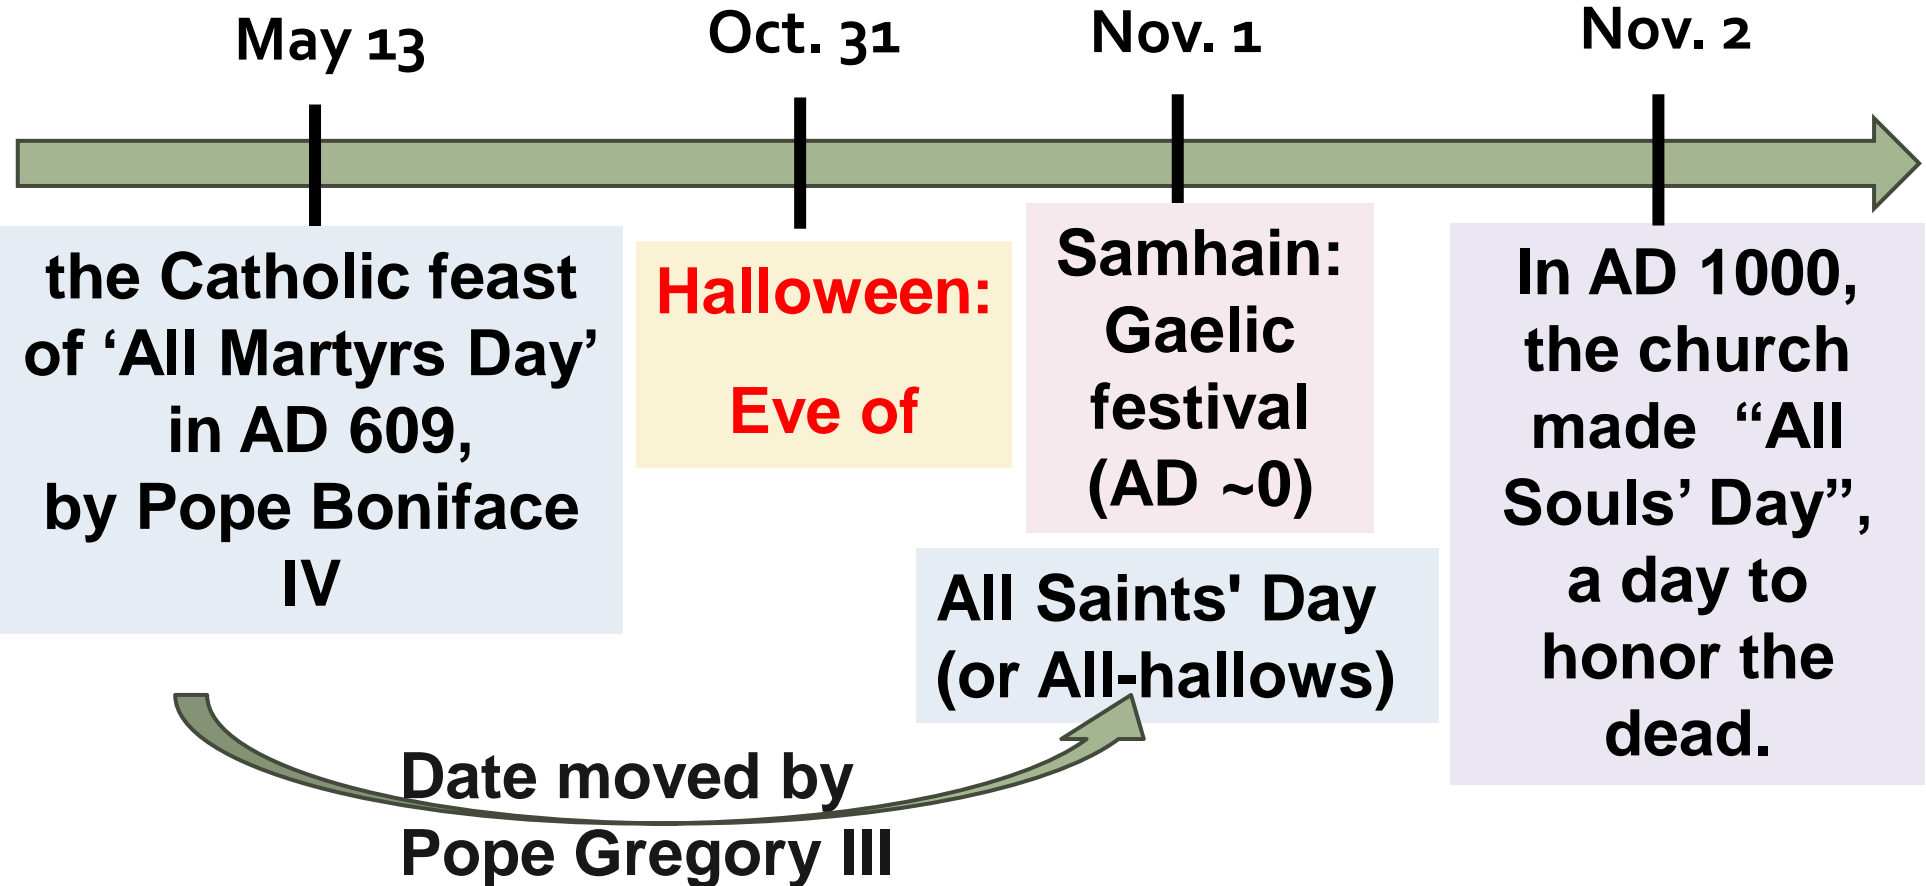 May 13
Oct. 31
Nov. 1
Nov. 2
the Catholic feast
of ‘All Martyrs Day’
in AD 609,
by Pope Boniface
IV
Halloween:
Eve of
Samhain:
Gaelic
festival
(AD ~0)
All Saints' Day
(or All-hallows)
In AD 1000,
the church
made “All
Souls’ Day”,
a day to
honor the
dead.
Date moved by
Pope Gregory III